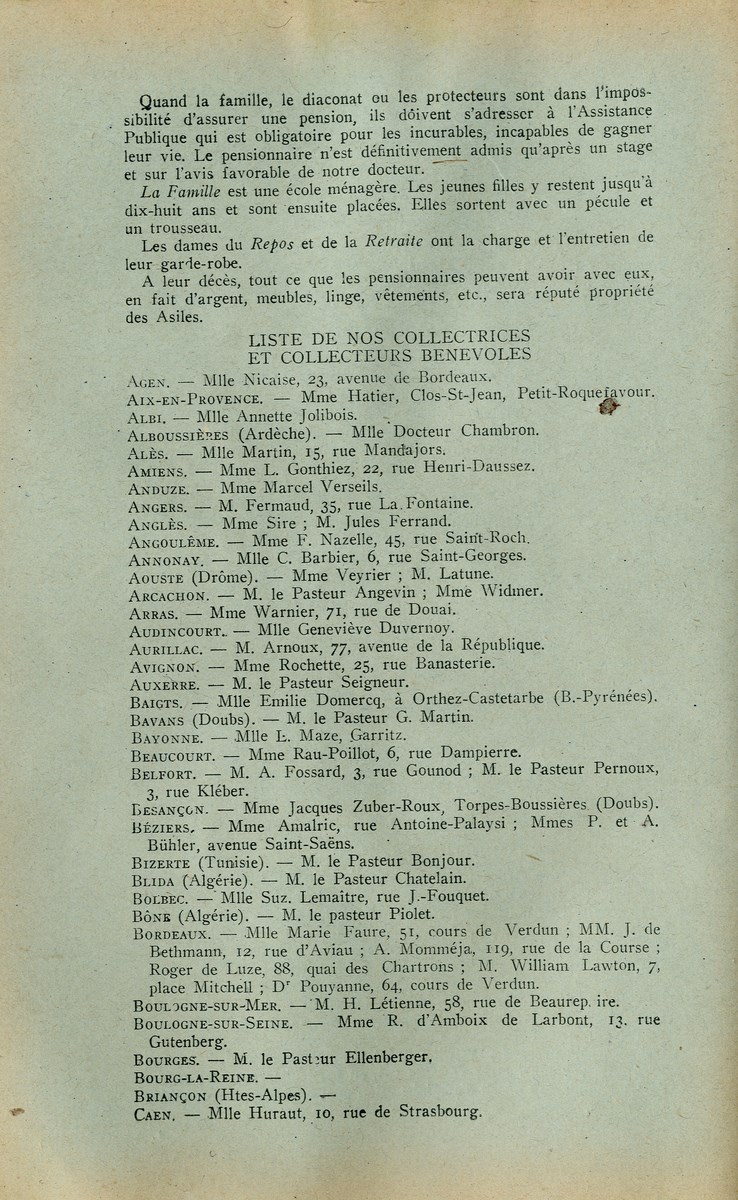 Quand la famille, le diaconat ou les protecteurs sont dans l'impos-
sibilité d'assurer une pension, ils dôivent s'adresser à l'Assistance
Publique qui est obligatoire pour les incurables, incapables de gagner
leur vie. Le pensionnaire n'est définitivement admis qu'après un stage
et sur l'avis favorable de notre docteur.
La Famille est une école ménagère. Les jeunes filles y restent jusqu'à
dix-huit ans et sont ensuite placées. Elles sortent avec un pécule et
un trousseau.
Les dames du Repos et de la Retraite ont la charge et l'entretien de
leur garde-robe.
A leur décès, tout ce que les pensionnaires peuvent avoir avec eux,
en fait d'argent, meubles, linge, vêtements, etc., sera réputé propriété
des Asiles.
LISTE DE NOS COLLECTRICES
ET COLLECTEURS BENEVOLES
AGEN. — Mlle Nicaise, 23, avenue de Bordeaux.
AIX-EN-PROVENCE. — Mme Hatier, Clos-St-Jean, Petit-Roquefavour.
ALBI. — Mlle Annette Jolibois.
ALBOUSSIÈRES (Ardèche). — Mlle Docteur Chambron.
ALÈS. — Mlle Martin, 15, rue Mandajors.
AMIENS. — Mme L. Gonthiez, 22, rue Henri-Daussez.
ANDUZE. — Mme Marcel Verseils.
ANGERS. — M. Fermaud, 35, rue La Fontaine.
ANGLÈS. — Mme Sire ; M. Jules Ferrand.
ANGOULÊME. — Mme F. Nazelle, 45, rue Saint-Roch.
ANNONAY. — Mlle C. Barbier, 6, rue Saint-Georges.
AOUSTE (Drôme). — Mme Veyrier ; M. Latune.
ARCACHON. — M. le Pasteur Angevin ; Mme Widmer.
ARRAS. — Mme Warnier, 71, rue de Douai.
AUDINCOURT. — Mlle Geneviève Duvernoy.
AURILLAC. — M. Arnoux, 77, avenue de la République.
AVIGNON. — Mme Rochette, 25, rue Banasterie.
AUXERRE. — M. le Pasteur Seigneur.
BAIGTS. — Mlle Emilie Domercq, à Orthez-Castetarbe (B.-Pyrénées).
BAVANS (Doubs). — M. le Pasteur G. Martin.
BAYONNE. — Mlle L. Maze, Garritz.
BEAUCOURT. — Mme Rau-Poillot, 6, rue Dampierre.
BELFORT. — M. A. Fossard, 3, rue Gounod ; M. le Pasteur Pernoux,
3, rue Kléber.
BESANÇON. — Mme Jacques Zuber-Roux, Torpes-Boussières (Doubs).
BÉZIERS. — Mme Amalric, rue Antoine-Palaysi ; Mmes P. et A.
Bühler, avenue Saint-Saëns.
BIZERTE (Tunisie). — M. le Pasteur Bonjour.
BLIDA (Algérie). — M. le Pasteur Chatelain.
BOLBEC. — Mlle Suz. Lemaître, rue J.-Fouquet.
BÔNE (Algérie). — M. le pasteur Piolet.
BORDEAUX. — Mlle Marie Faure, 51, cours de Verdun ; MM. J. de
Bethmann, 12, rue d'Aviau ; A. Momméja, 119, rue de la Course ;
Roger de Luze, 88, quai des Chartrons ; M. William Lawton, 7,
place Mitchell ; Dr Pouyanne, 64, cours de Verdun.
BOULOGNE-SUR-MER. — M. H. Létienne, 58, rue de Beaurep ire.
BOULOGNE-SUR-SEINE. — Mme R. d'Amboix de Larbont, 13. rue
Gutenberg.
BOURGES. — M. le Pasteur Ellenberger.
BOURG-LA-REINE. —
BRIANÇON (Htes-Alpes). —
CAEN. — Mlle Huraut, 10, rue de Strasbourg.